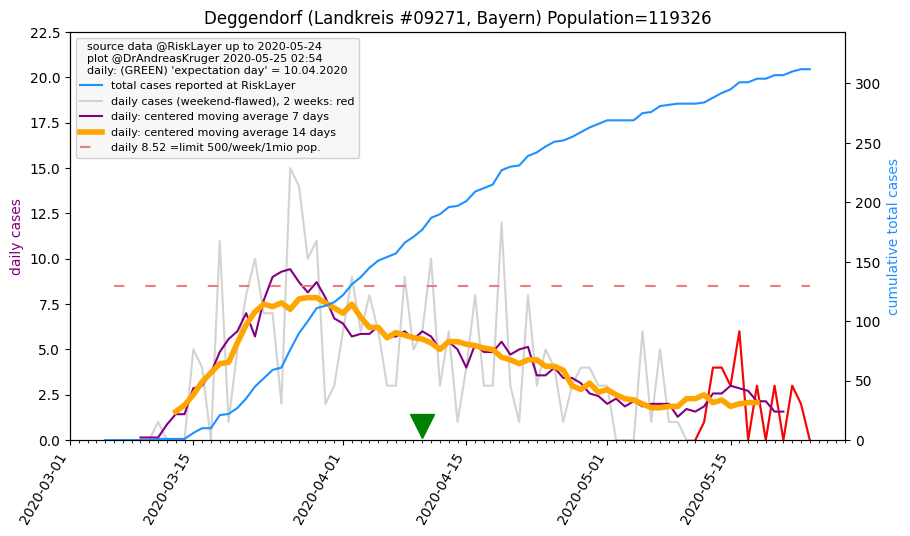 Deggendorf (Landkreis #09271, Bayern) Population=119326
source data @RiskLayer up to 2020-05-24
plot @DrAndreasKruger 2020-05-25 02:54
daily: (GREEN) 'expectation day' = 10.04.2020
total cases reported at RiskLayer
daily cases (weekend-flawed), 2 weeks: red
daily: centered moving average 7 days
daily: centered moving average 14 days
daily 8.52 =limit 500/week/1mio pop.
daily cases
22.5
20.0
17.5
15.0
12.5
10.0
7.5
5.0
2.5
0.0
cumulative total cases
300
250
200
150
100
50
0
2020-03-01
2020-03-15
2020-04-01
2020-04-15
2020-05-01
2020-05-15